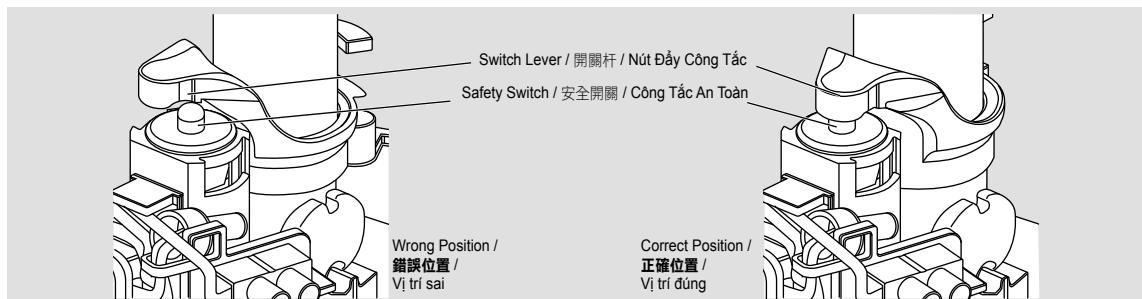 Switch Lever / 開關杆 / Nút Đẩy Công Tắc
Safety Switch / 安全開關 / Công Tắc An Toàn
Wrong Position /
錯誤位置 /
Vị trí sai
Correct Position /
正確位置 /
Vị trí đúng